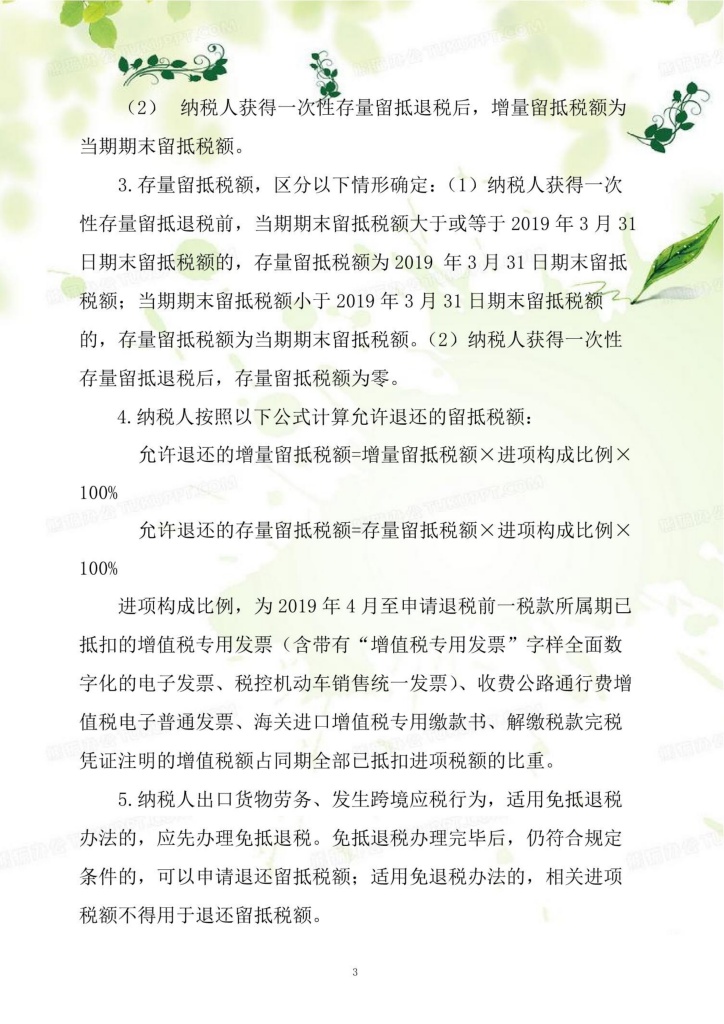 （2） 纳税人获得一次性存量留抵退税后，增量留抵税额为
当期期末留抵税额。
3.存量留抵税额，区分以下情形确定：（1）纳税人获得一次
性存量留抵退税前，当期期末留抵税额大于或等于 2019 年 3 月 31
日期末留抵税额的，存量留抵税额为 2019 年 3 月 31 日期末留抵
税额；当期期末留抵税额小于 2019 年 3 月 31 日期末留抵税额
的，存量留抵税额为当期期末留抵税额。（2）纳税人获得一次性
存量留抵退税后，存量留抵税额为零。
4.纳税人按照以下公式计算允许退还的留抵税额：
允许退还的增量留抵税额=增量留抵税额×进项构成比例×
100%
允许退还的存量留抵税额=存量留抵税额×进项构成比例×
100%
进项构成比例，为 2019 年 4 月至申请退税前一税款所属期已
抵扣的增值税专用发票（含带有“增值税专用发票”字样全面数
字化的电子发票、税控机动车销售统一发票）、收费公路通行费增
值税电子普通发票、海关进口增值税专用缴款书、解缴税款完税
凭证注明的增值税额占同期全部已抵扣进项税额的比重。
5.纳税人出口货物劳务、发生跨境应税行为，适用免抵退税
办法的，应先办理免抵退税。免抵退税办理完毕后，仍符合规定
条件的，可以申请退还留抵税额；适用免退税办法的，相关进项
税额不得用于退还留抵税额。
3